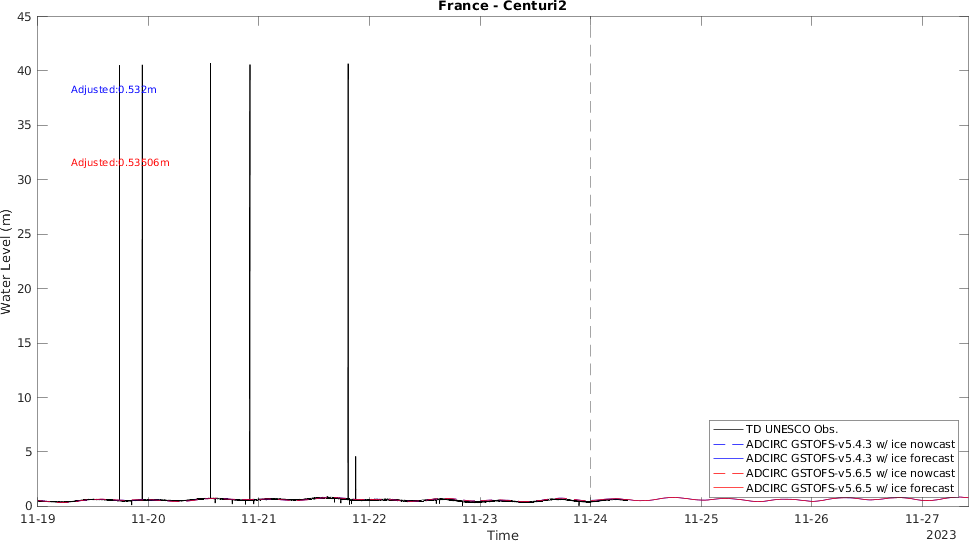 France - Centuri2
45
40
35
30
25
20
15
10
5
0
Water Level (m)
Adjusted:0.532m
Adjusted:0.53506m
TD UNESCO Obs.
ADCIRC GSTOFS-v5.4.3 w/ ice nowcast
ADCIRC GSTOFS-v5.4.3 w/ ice forecast
ADCIRC GSTOFS-v5.6.5 w/ ice nowcast
ADCIRC GSTOFS-v5.6.5 w/ ice forecast
11-19 11-20 11-21 11-22 11-23 11-24 11-25 11-26 11-27
Time
2023